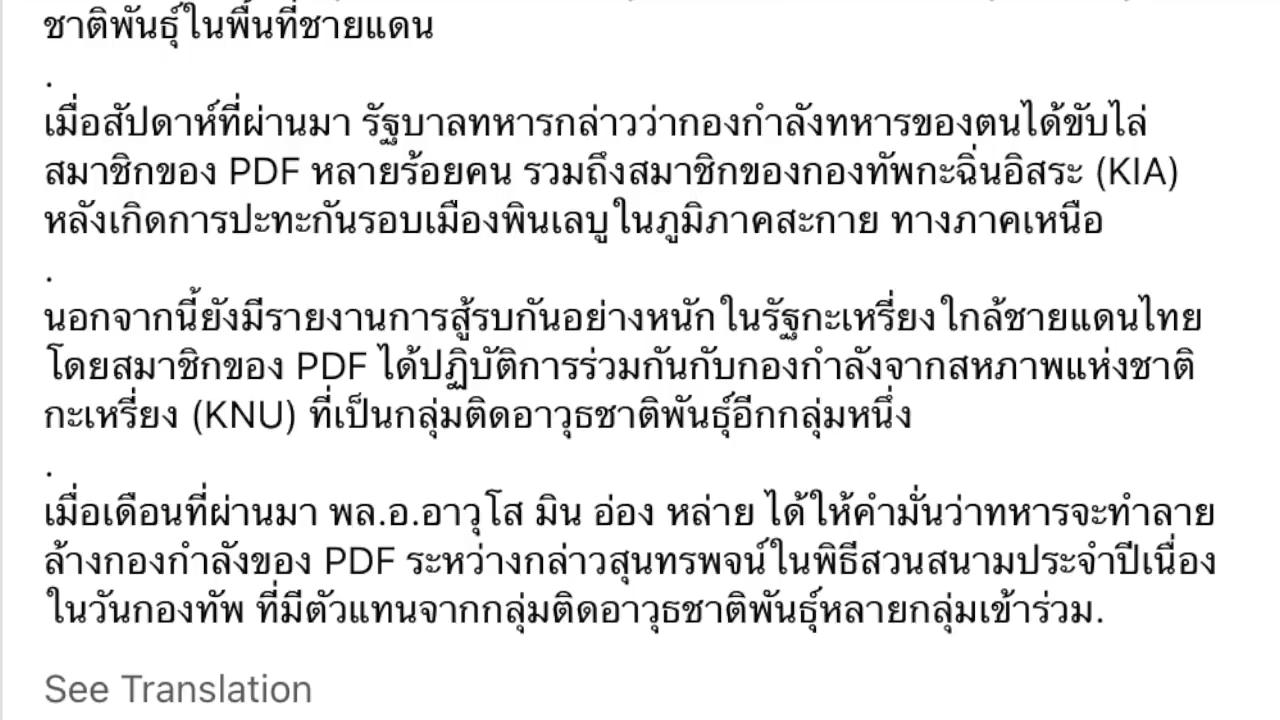 ชาติพันธุ์ในพื้นที่ชายแดน
.
เมื่อสัปดาห์ที่ผ่านมา รัฐบาลทหารกล่าวว่ากองกำลังทหารของตนได้ขับไล่
สมาชิกของ PDF หลายร้อยคน รวมถึงสมาชิกของกองทัพกะฉิ่นอิสระ (KIA)
หลังเกิดการปะทะกันรอบเมืองพินเลบูในภูมิภาคสะกาย ทางภาคเหนือ
.
นอกจากนี้ยังมีรายงานการสู้รบกันอย่างหนักในรัฐกะเหรี่ยงใกล้ชายแดนไทย
โดยสมาชิกของ PDF ได้ปฏิบัติการร่วมกันกับกองกำลังจากสหภาพแห่งชาติ
กะเหรี่ยง (KNU) ที่เป็นกลุ่มติดอาวุธชาติพันธุ์อีกกลุ่มหนึ่ง
.
เมื่อเดือนที่ผ่านมา พล.อ.อาวุโส มิน อ่อง หล่าย ได้ให้คำมั่นว่าทหารจะทำลาย
ล้างกองกำลังของ PDF ระหว่างกล่าวสุนทรพจน์ในพิธีสวนสนามประจำปีเนื่อง
ในวันกองทัพ ที่มีตัวแทนจากกลุ่มติดอาวุธชาติพันธุ์หลายกลุ่มเข้าร่วม.
See Translation